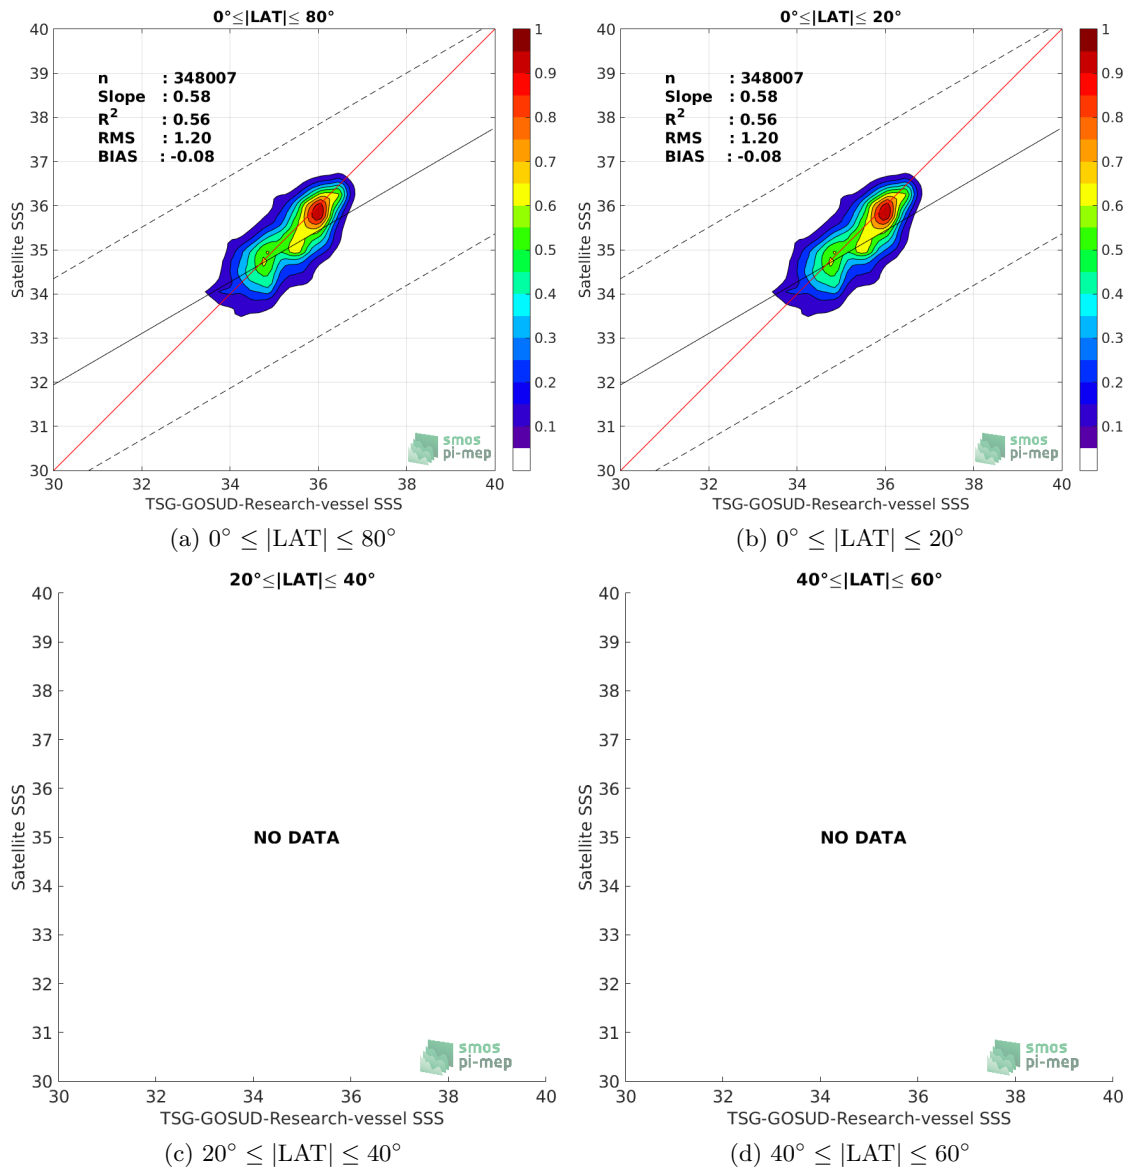 0°≤|LAT|≤ 80°
40
39
38
37
36
35
34
33
32
31
30
Satellite SSS
n : 348007
Slope : 0.58
R² : 0.56
RMS : 1.20
BIAS : -0.08
1
0.9
0.8
0.7
0.6
0.5
0.4
0.3
0.2
0.1
smos
pi-mep
30 32 34 36 38 40
TSG-GOSUD-Research-vessel SSS
(a) 0° ≤ |LAT| ≤ 80°
0°≤|LAT|≤ 20°
40
39
38
37
36
35
34
33
32
31
30
Satellite SSS
n : 348007
Slope : 0.58
R² : 0.56
RMS : 1.20
BIAS : -0.08
1
0.9
0.8
0.7
0.6
0.5
0.4
0.3
0.2
0.1
smos
pi-mep
30 32 34 36 38 40
TSG-GOSUD-Research-vessel SSS
(b) 0° ≤ |LAT| ≤ 20°
20°≤|LAT|≤ 40°
40
39
38
37
36
35
34
33
32
31
30
Satellite SSS
NO DATA
smos
pi-mep
30 32 34 36 38 40
TSG-GOSUD-Research-vessel SSS
(c) 20° ≤ |LAT| ≤ 40°
40°≤|LAT|≤ 60°
40
39
38
37
36
35
34
33
32
31
30
Satellite SSS
NO DATA
smos
pi-mep
30 32 34 36 38 40
TSG-GOSUD-Research-vessel SSS
(d) 40° ≤ |LAT| ≤ 60°